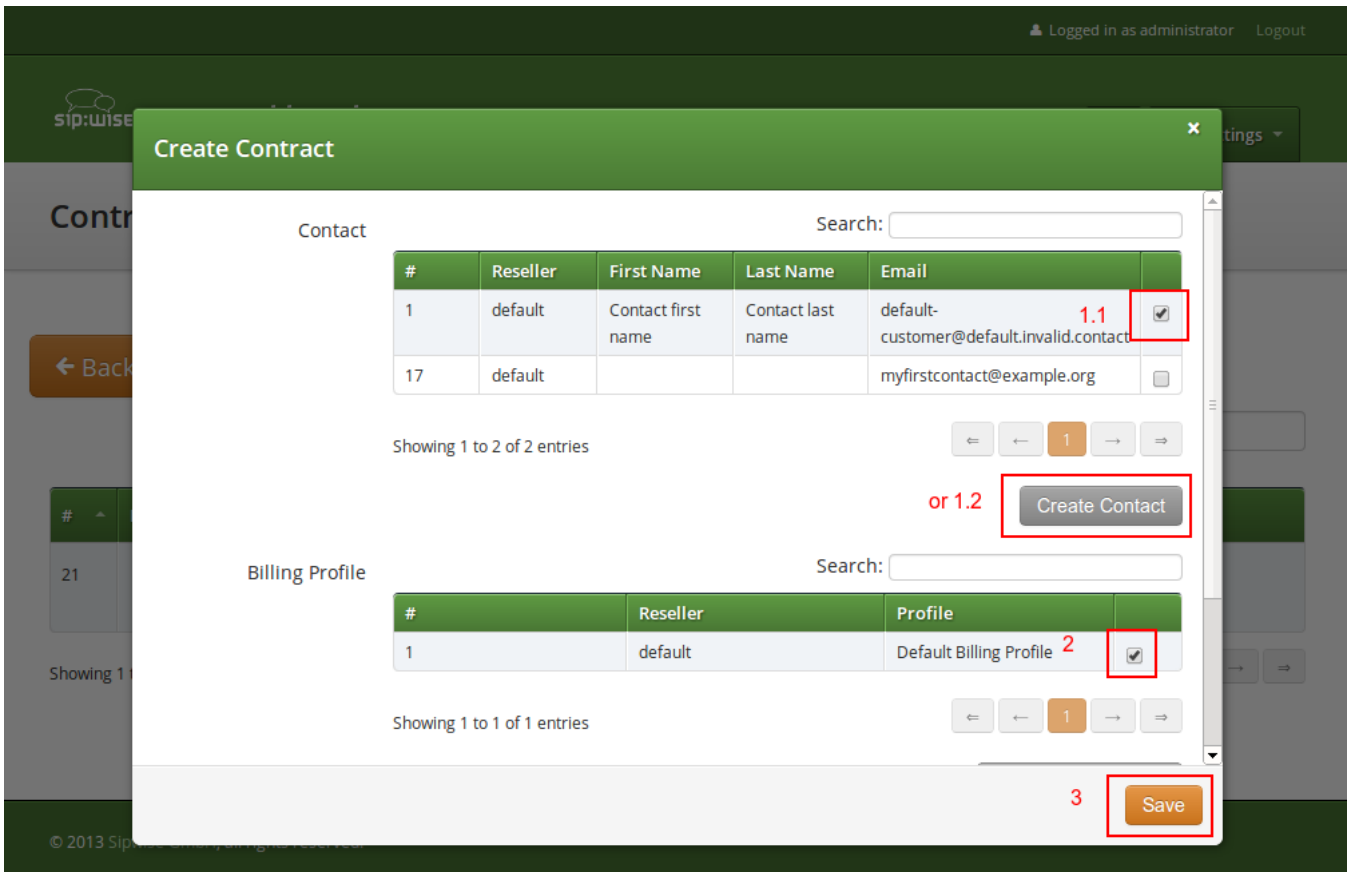 Logged in as administrator Logout
sip:wise
tings
Create Contract ×
Contr
Contact
Search:
# Reseller First Name Last Name Email
1 default Contact first name Contact last name default-customer@default.invalid.contact 1.1
17 default myfirstcontact@example.org
Back
Showing 1 to 2 of 2 entries ⇐ ← 1 → ⇒
or 1.2 Create Contact
#
21
Billing Profile
Search:
# Reseller Profile
1 default Default Billing Profile 2
Showing 1
→ ⇒
Showing 1 to 1 of 1 entries ⇐ ← 1 → ⇒
3 Save
© 2013 Sip